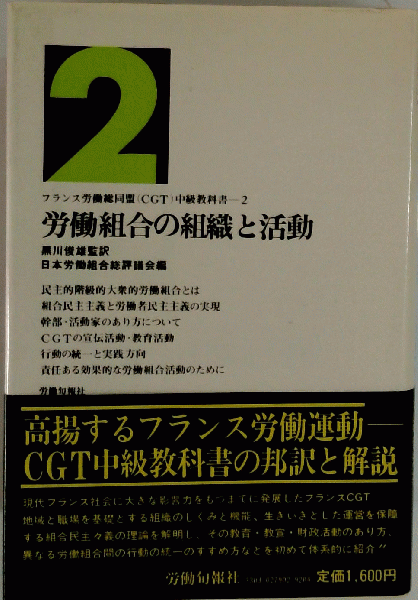 2
フランス労働総同盟(CGT)中級教科書—2
労働組合の組織と活動
黒川俊雄監訳
日本労働組合総評議会編
民主的階級的大衆的労働組合とは
組合民主主義と労働者民主主義の実現
幹部・活動家のあり方について
CGTの宣伝活動・教育活動
行動の統一と実践方向
責任ある効果的な労働組合活動のために
労働旬報社
高揚するフランス労働運動—
CGT中級教科書の邦訳と解説
現代フランス社会に大きな影響力をもつまでに発展したフランスCGT
地域と職場を基礎とする組織のしくみと機能、生きいきとした運営を保障
する組合民主々義の理論を解明し、その教育・教宣・財政活動のあり方、
異なる労働組合間の行動の統一のすすめ方などを初めて体系的に紹介
労働旬報社
定価1,600円